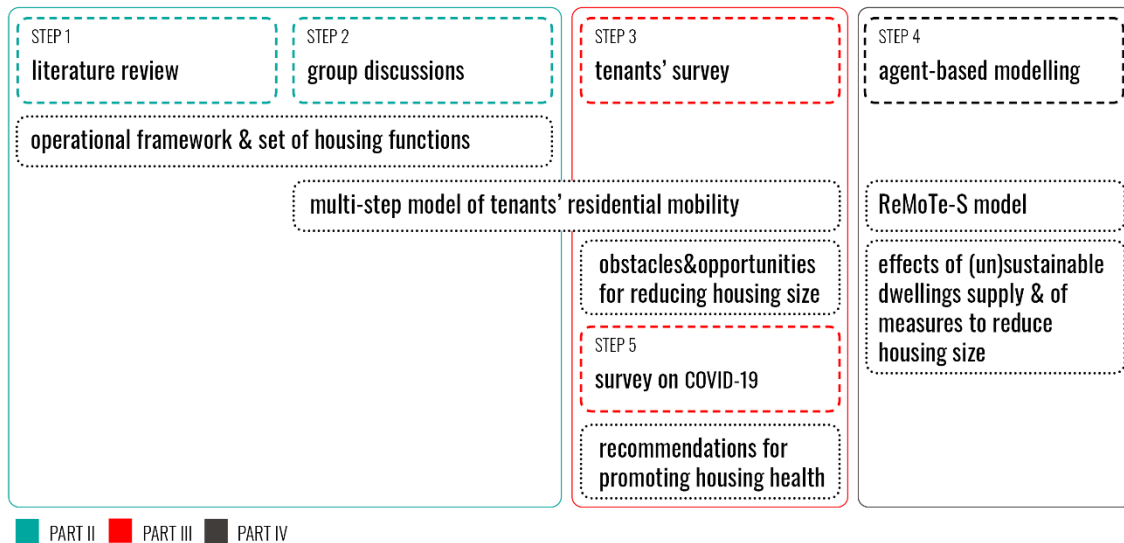 STEP 1
literature review
STEP 2
group discussions
operational framework & set of housing functions
multi-step model of tenants’ residential mobility
STEP 3
tenants’ survey
obstacles&opportunities
for reducing housing size
STEP 5
survey on COVID-19
recommendations for
promoting housing health
STEP 4
agent-based modelling
ReMoTe-S model
effects of (un)sustainable
dwellings supply & of
measures to reduce
housing size
PART II
PART III
PART IV